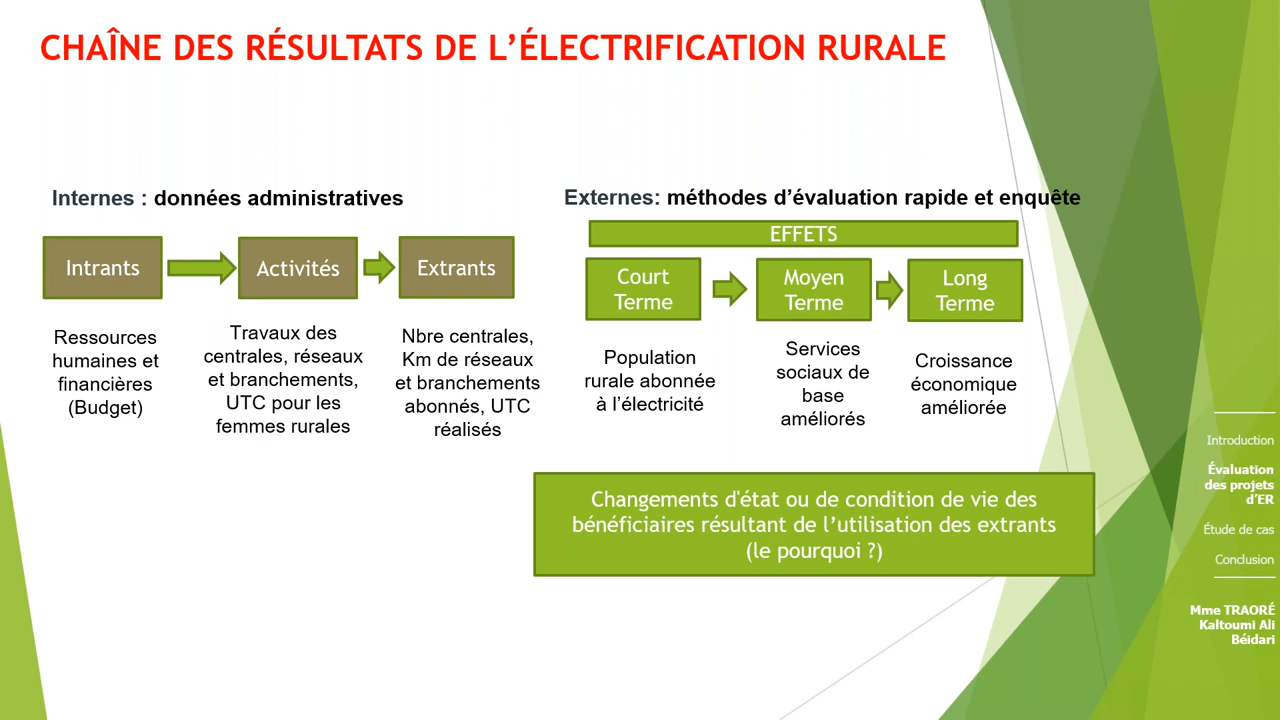 CHAÎNE DES RÉSULTATS DE L’ÉLECTRIFICATION RURALE
Internes : données administratives
Intrants
Activités
Extrants
Ressources
humaines et
financières
(Budget)
Travaux des
centrales, réseaux
et branchements,
UTC pour les
femmes rurales
Nbre centrales,
Km de réseaux
et branchements
abonnés, UTC
réalisés
Externes: méthodes d’évaluation rapide et enquête
EFFETS
Court
Terme
Moyen
Terme
Long
Terme
Population
rurale abonnée
à l’électricité
Services
sociaux de
base
améliorés
Croissance
économique
améliorée
Changements d'état ou de condition de vie des
bénéficiaires résultant de l’utilisation des extrants
(le pourquoi ?)
Introduction
Évaluation
des projets
d’ER
Étude de cas
Conclusion
Mme TRAORÉ
Kaltoumi Ali
Béidari